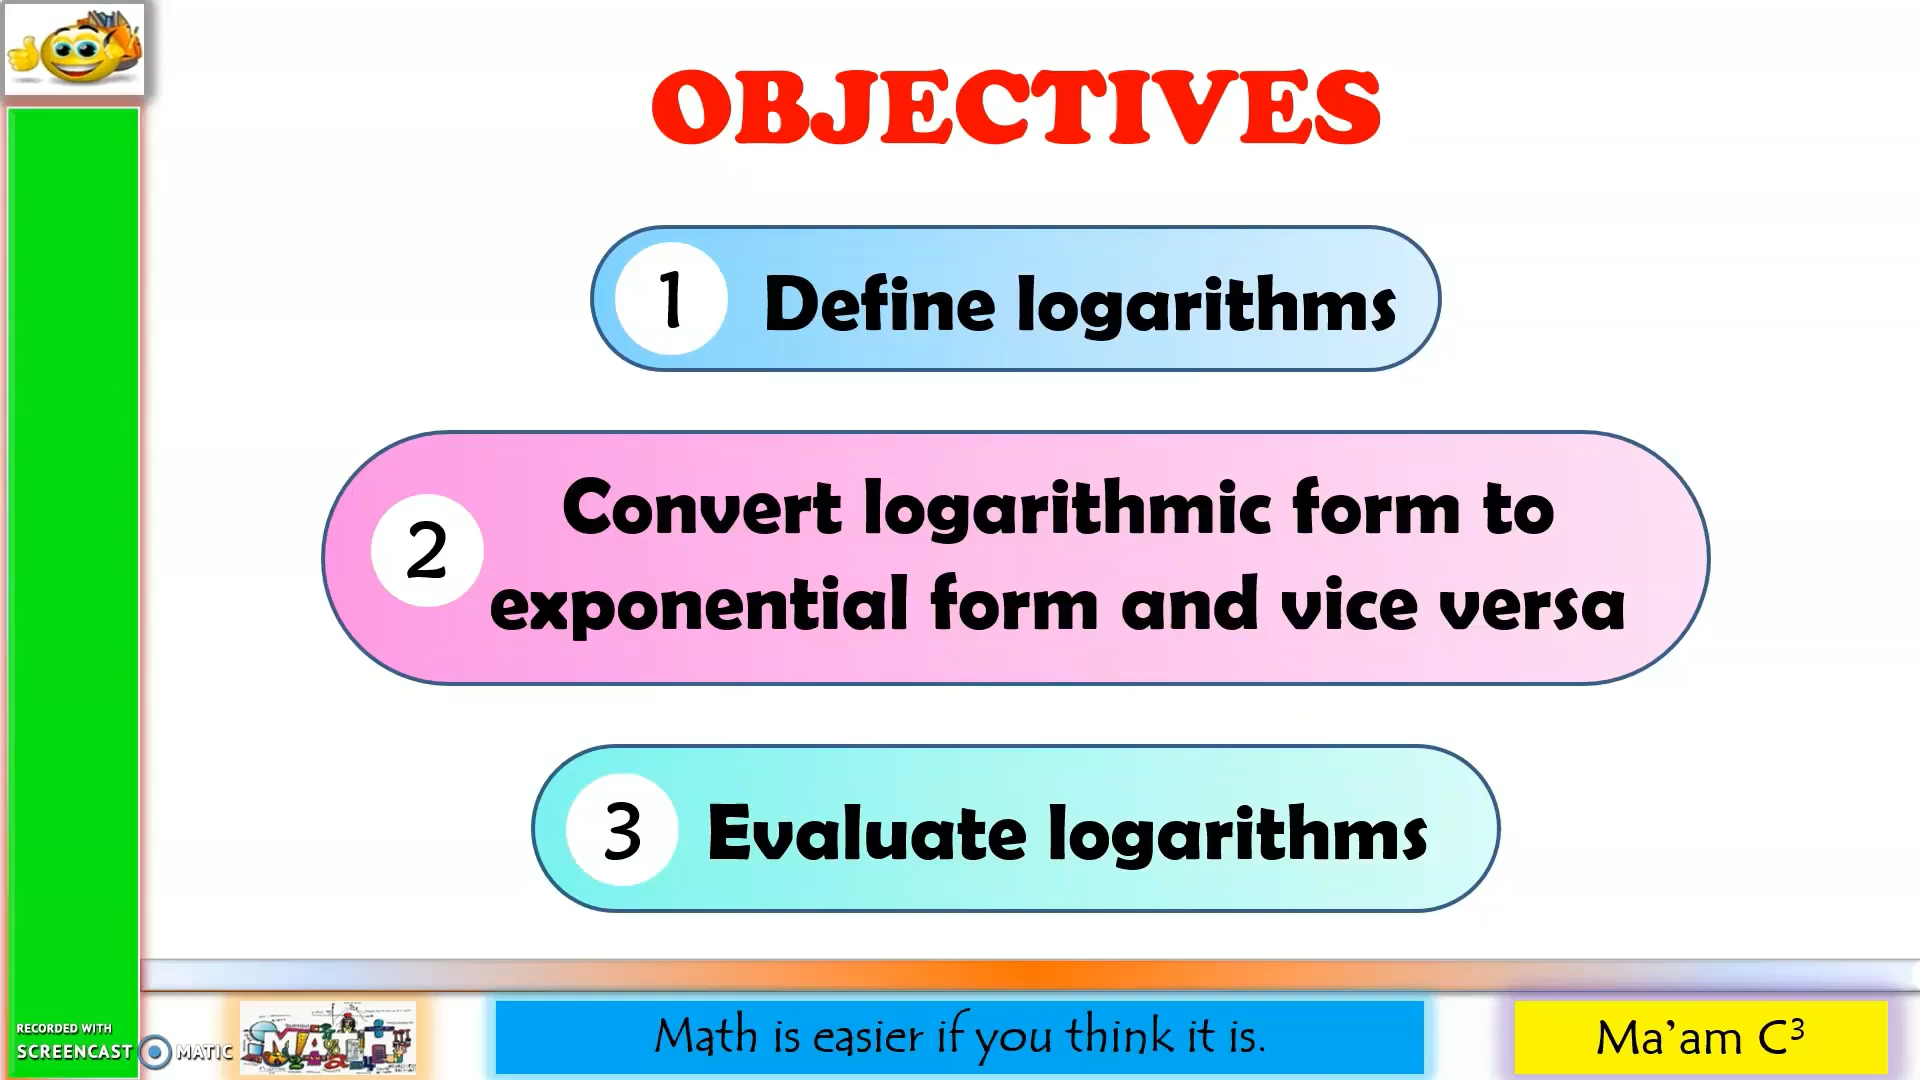 OBJECTIVES
1 Define logarithms
2 Convert logarithmic form to
exponential form and vice versa
3 Evaluate logarithms
RECORDED WITH
SCREENCAST MATIC
MATH
Math is easier if you think it is.
Ma'am C³